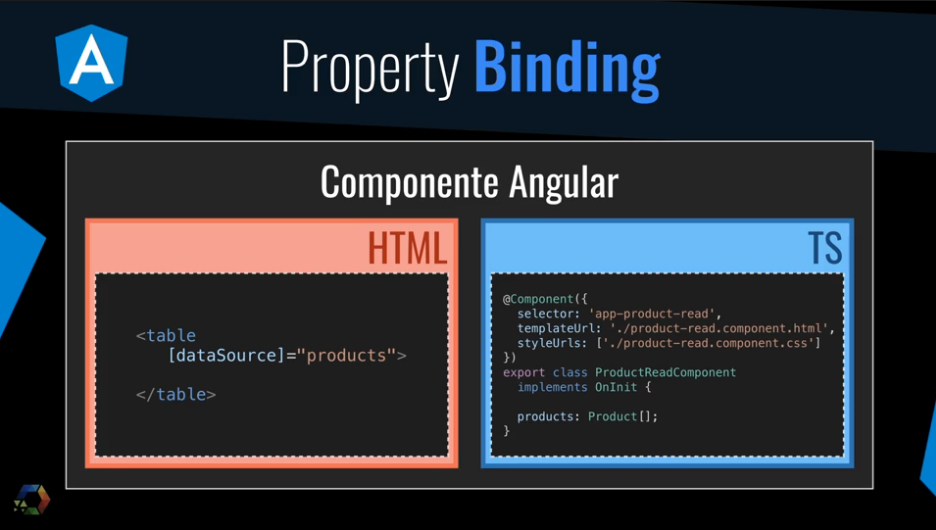 Property Binding
Componente Angular
HTML
<table
[dataSource]="products">
</table>
TS
@Component({
selector: 'app-product-read',
templateUrl: './product-read.component.html',
styleUrls: ['./product-read.component.css']
})
export class ProductReadComponent
implements OnInit {
products: Product[];
}